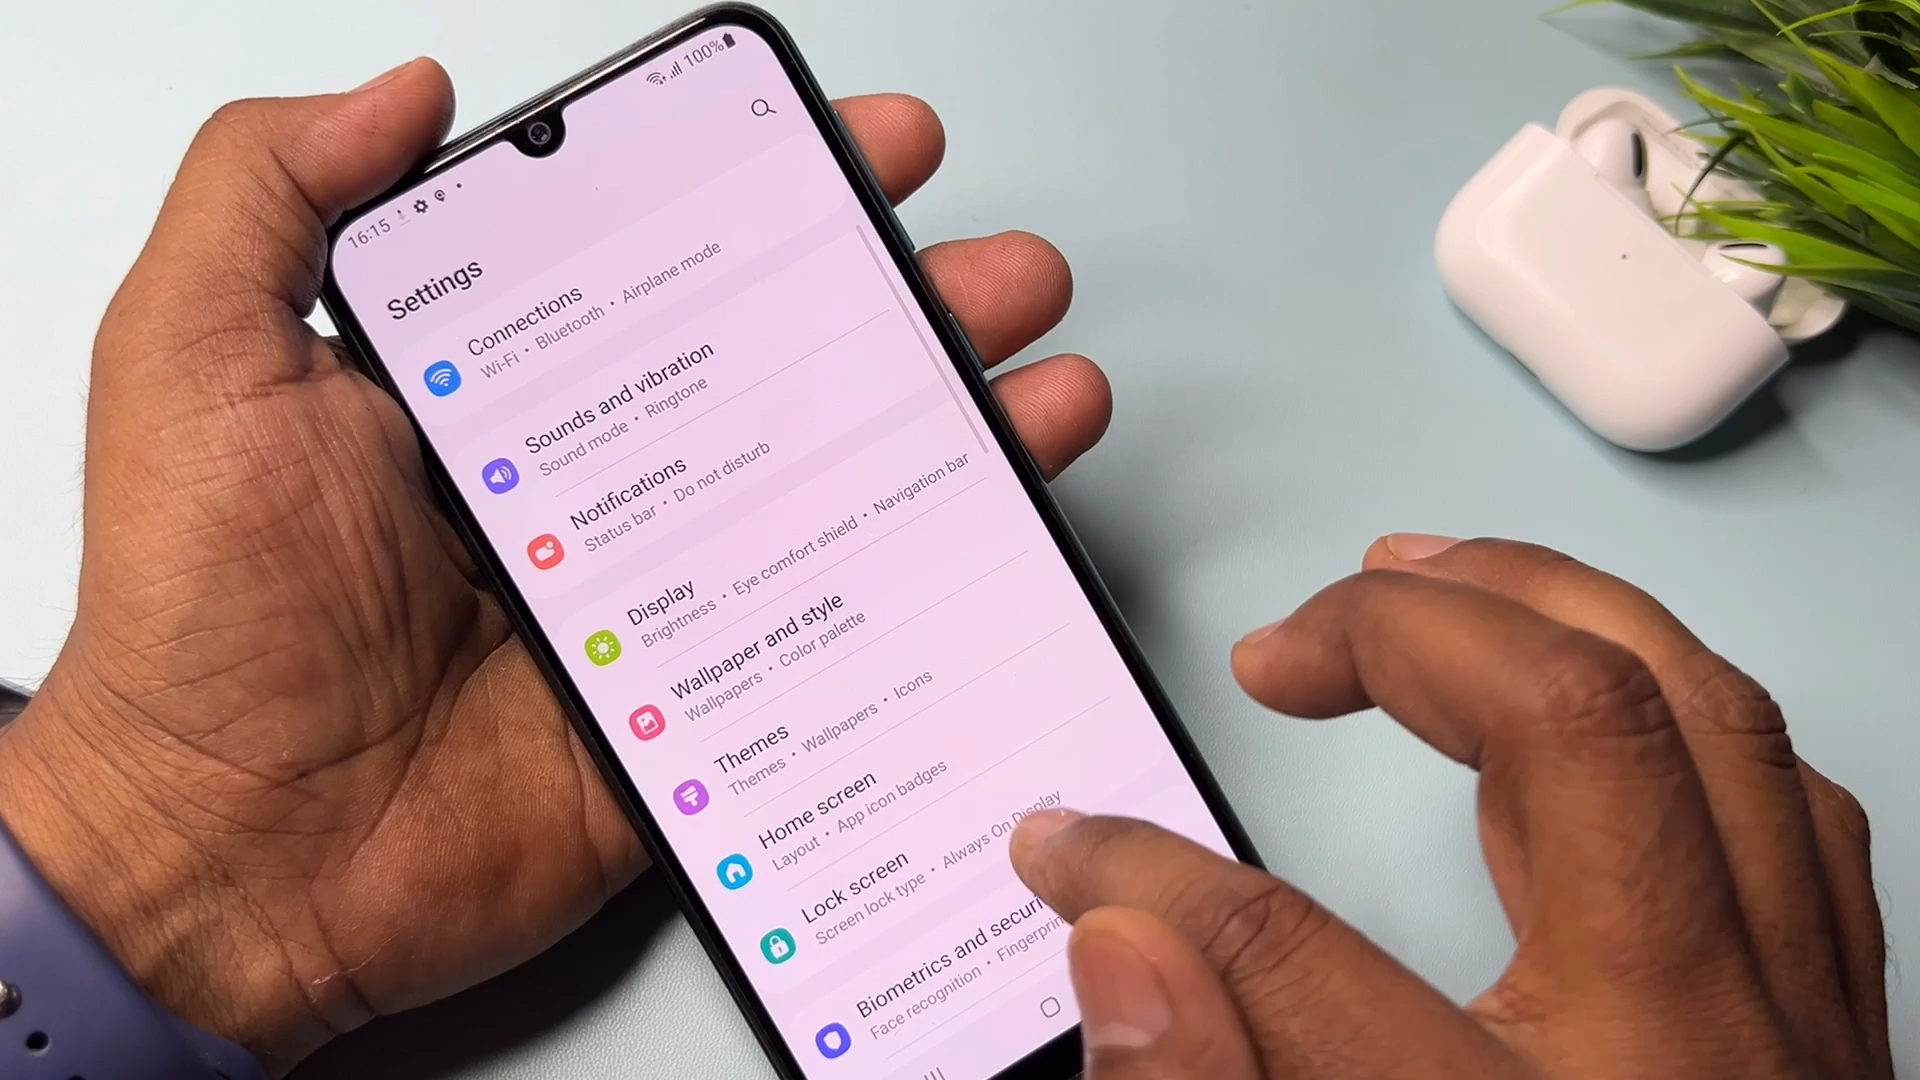 16:15
100%
Settings
Connections
Wi-Fi • Bluetooth • Airplane mode
Sounds and vibration
Sound mode • Ringtone
Notifications
Status bar • Do not disturb
Display
Brightness • Eye comfort shield • Navigation bar
Wallpaper and style
Wallpapers • Color palette
Themes
Themes • Wallpapers • Icons
Home screen
Layout • App icon badges
Lock screen
Screen lock type • Always On Display
Biometrics and securi
Face recognition • Fingerprin